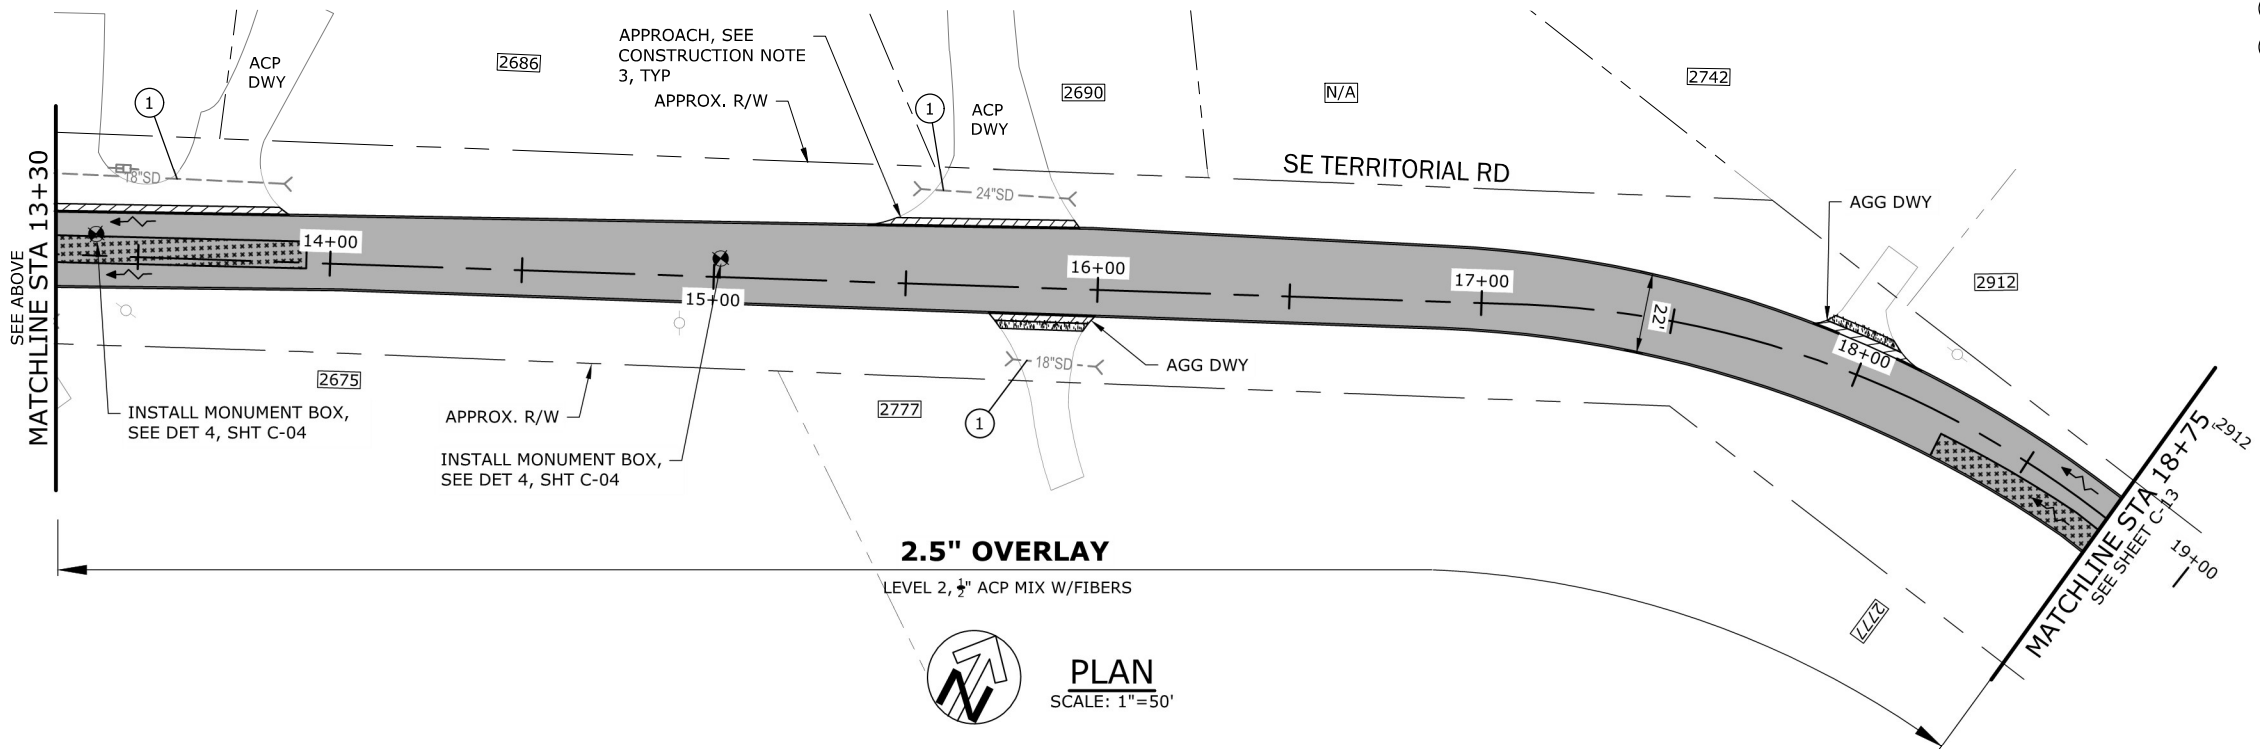 ACP
DWY
2686
APPROACH, SEE
CONSTRUCTION NOTE
3, TYP
APPROX. R/W
1
1
ACP
DWY
2690
N/A
2742
SE TERRITORIAL RD
AGG DWY
2912
18"SD
24"SD
SEE ABOVE
MATCHLINE STA 13+30
14+00
15+00
16+00
17+00
22'
18+00
18"SD
AGG DWY
1
2675
2777
INSTALL MONUMENT BOX,
SEE DET 4, SHT C-04
APPROX. R/W
INSTALL MONUMENT BOX,
SEE DET 4, SHT C-04
2912
MATCHLINE STA 18+75
SEE SHEET C-13
19+00
2777
2.5" OVERLAY
LEVEL 2, 1/2" ACP MIX W/FIBERS
N
PLAN
SCALE: 1"=50'